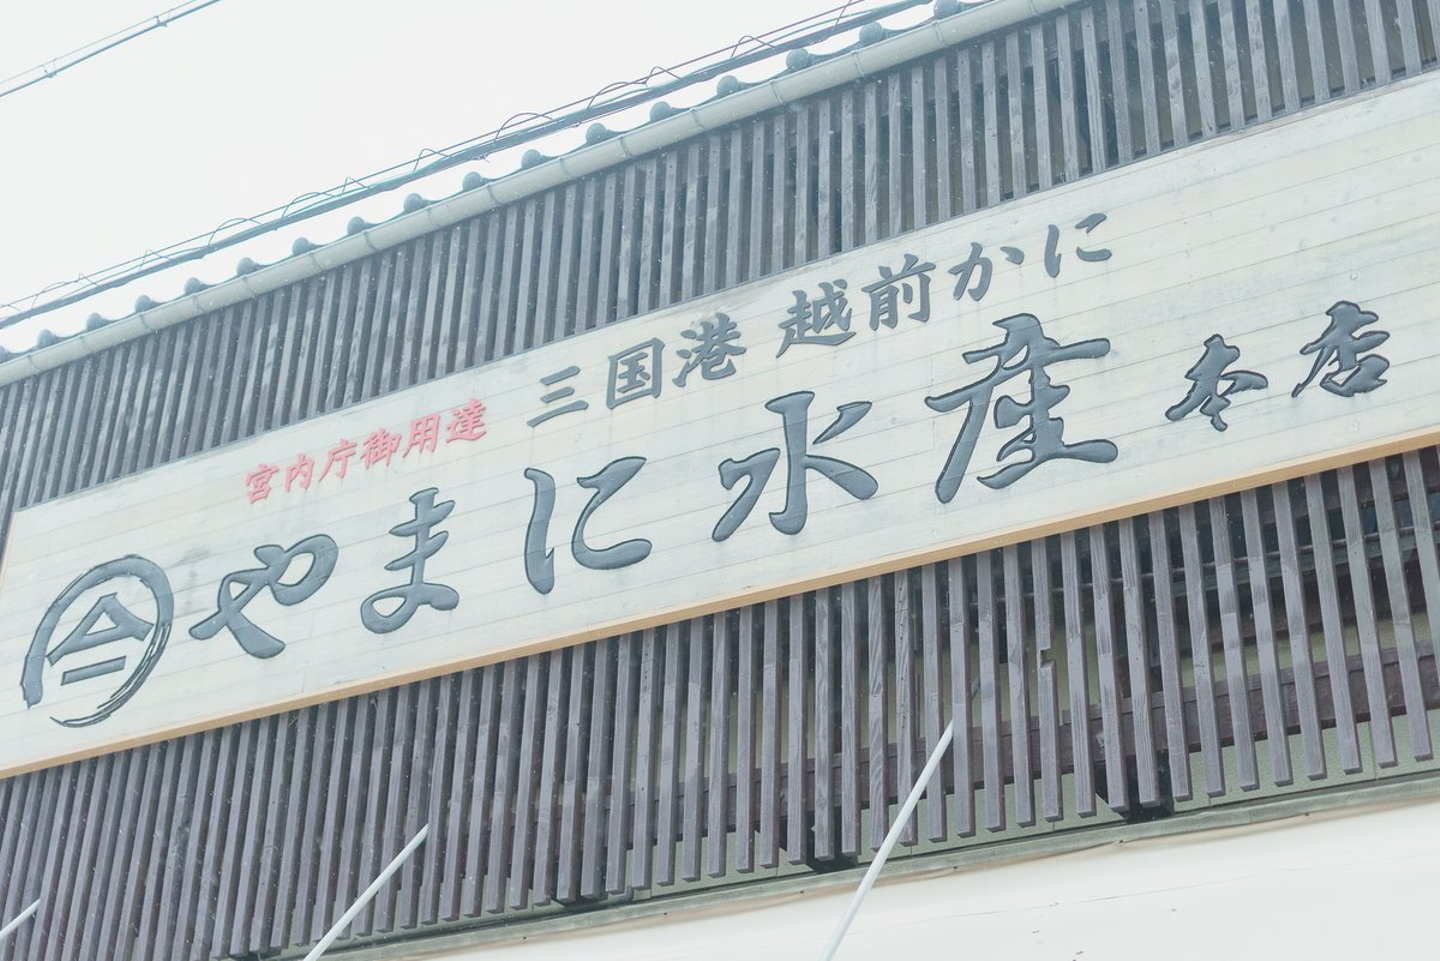 宮内庁御用達 三国港 越前かに
やまに水産 本店